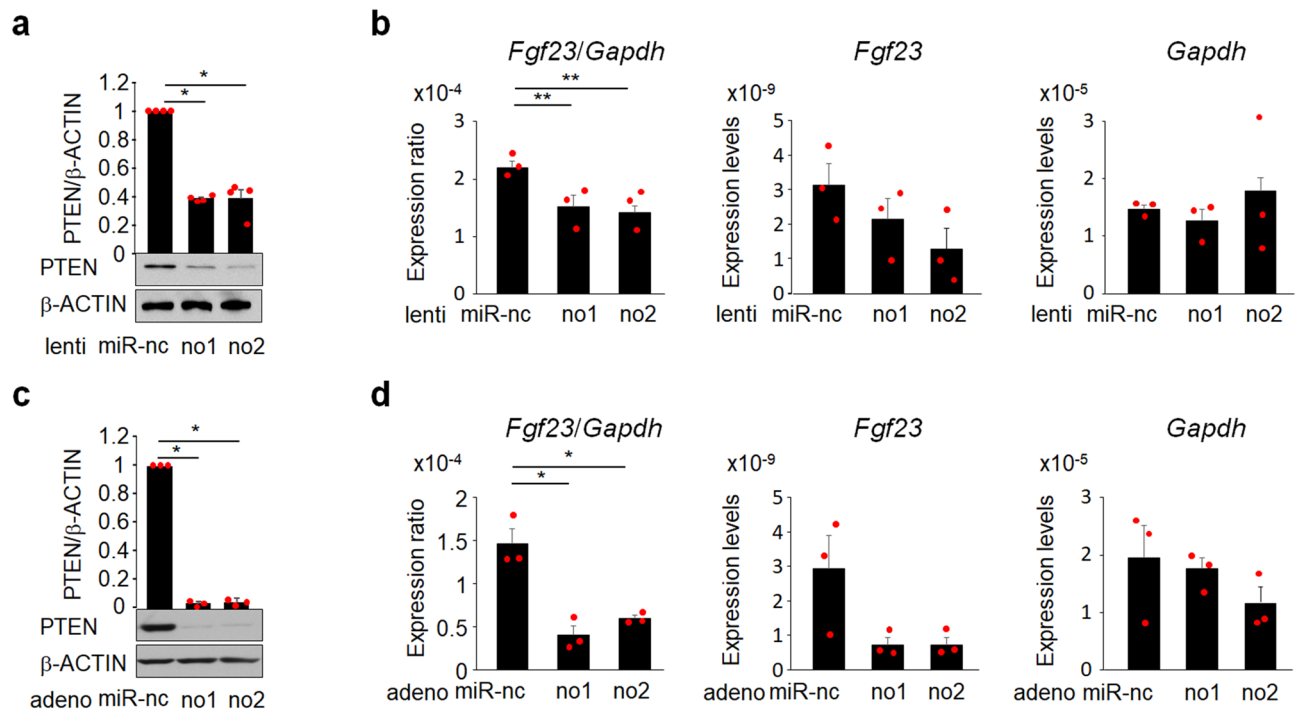 a
PTEN/β-ACTIN
1.2
1
0.8
0.6
0.4
0.2
0
*
*
PTEN
β-ACTIN
lenti miR-nc no1 no2
b
Fgf23/Gapdh
x10-4
Expression ratio
3
2
1
0
**
**
lenti miR-nc no1 no2
Fgf23
x10-9
Expression levels
5
4
3
2
1
0
lenti miR-nc no1 no2
Gapdh
x10-5
Expression levels
3
2
1
0
lenti miR-nc no1 no2
c
PTEN/β-ACTIN
1.2
1
0.8
0.6
0.4
0.2
0
*
*
PTEN
β-ACTIN
adeno miR-nc no1 no2
d
Fgf23/Gapdh
x10-4
Expression ratio
2
1.5
1
0.5
0
*
*
adeno miR-nc no1 no2
Fgf23
x10-9
Expression levels
5
4
3
2
1
0
adeno miR-nc no1 no2
Gapdh
x10-5
Expression levels
3
2
1
0
adeno miR-nc no1 no2